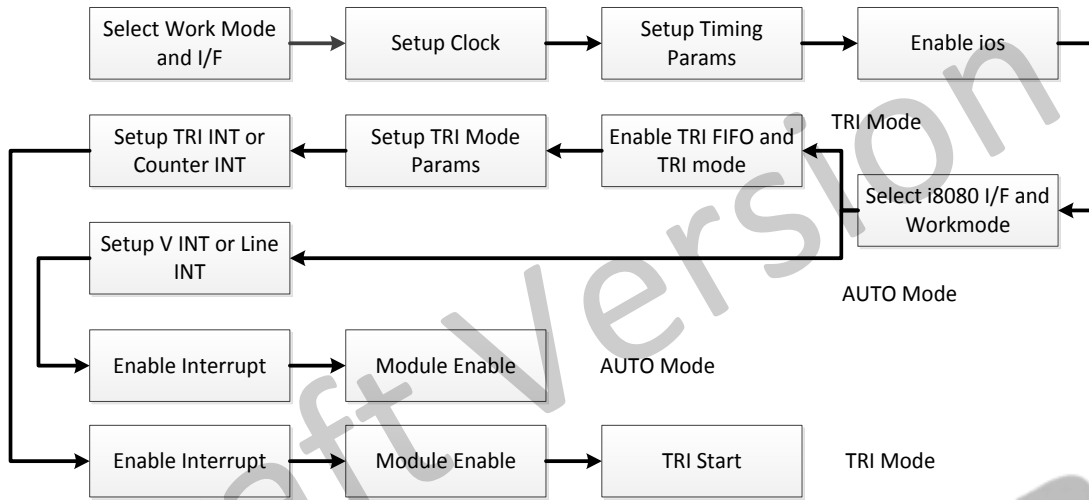 Select Work Mode
and I/F
Setup Clock
Setup Timing
Params
Enable ios
TRI Mode
Setup TRI INT or
Counter INT
Setup TRI Mode
Params
Enable TRI FIFO and
TRI mode
Select i8080 I/F and
Workmode
Setup V INT or Line
INT
AUTO Mode
Enable Interrupt
Module Enable
AUTO Mode
Enable Interrupt
Module Enable
TRI Start
TRI Mode
Version